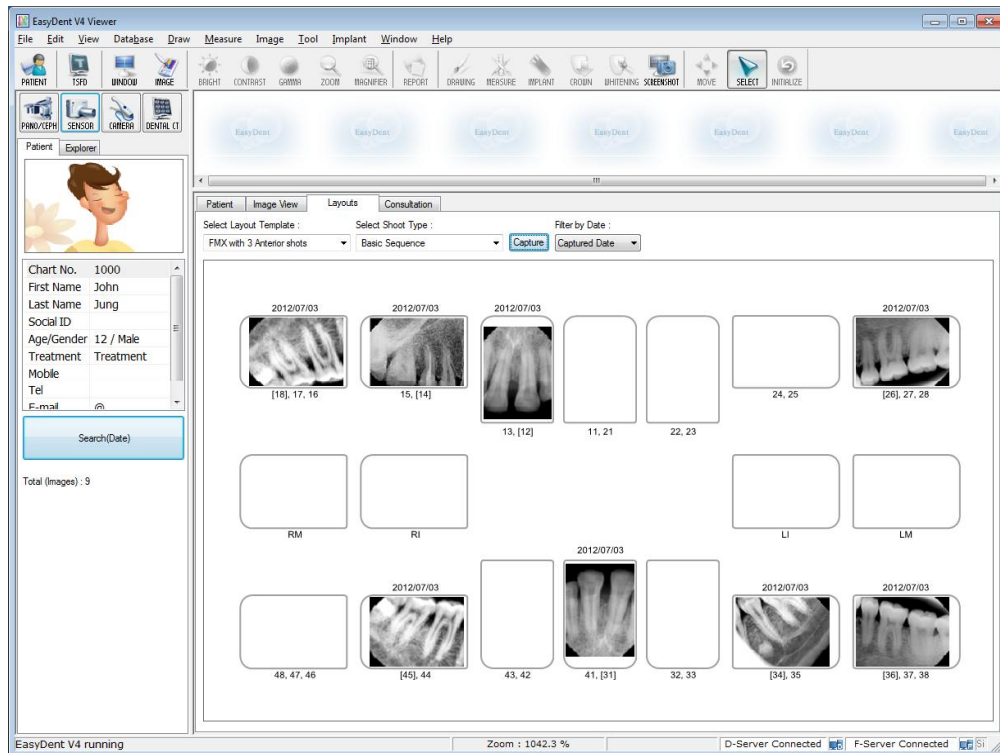 EasyDent V4 Viewer
File Edit View Database Draw Measure Image Tool Implant Window Help
PATIENT TSFD WINDOW IMAGE BRIGHT CONTRAST GAMMA ZOOM MAGNIFIER REPORT DRAWING MEASURE IMPLANT CROWN WHITENING SCREENSHOT MOVE SELECT INITIALIZE
PANO/CEPH SENSOR CAMERA DENTAL CT
EasyDent EasyDent EasyDent EasyDent EasyDent EasyDent EasyDent
Patient Explorer
Patient Image View Layouts Consultation
Select Layout Template : Select Shoot Type : Filter by Date :
FMX with 3 Anterior shots Basic Sequence Capture Captured Date
Chart No. 1000
First Name John
Last Name Jung
Social ID
Age/Gender 12 / Male
Treatment Treatment
Mobile
Tel
E-mail @
Search(Date)
Total (Images) : 9
2012/07/03 2012/07/03 2012/07/03 2012/07/03
[18], 17, 16 15, [14] 24, 25 [26], 27, 28
13, [12] 11, 21 22, 23
RM RI LI LM
2012/07/03
2012/07/03 2012/07/03 2012/07/03
48, 47, 46 [45], 44 43, 42 41, [31] 32, 33 [34], 35 [36], 37, 38
EasyDent V4 running Zoom : 1042.3 % D-Server Connected F-Server Connected Si